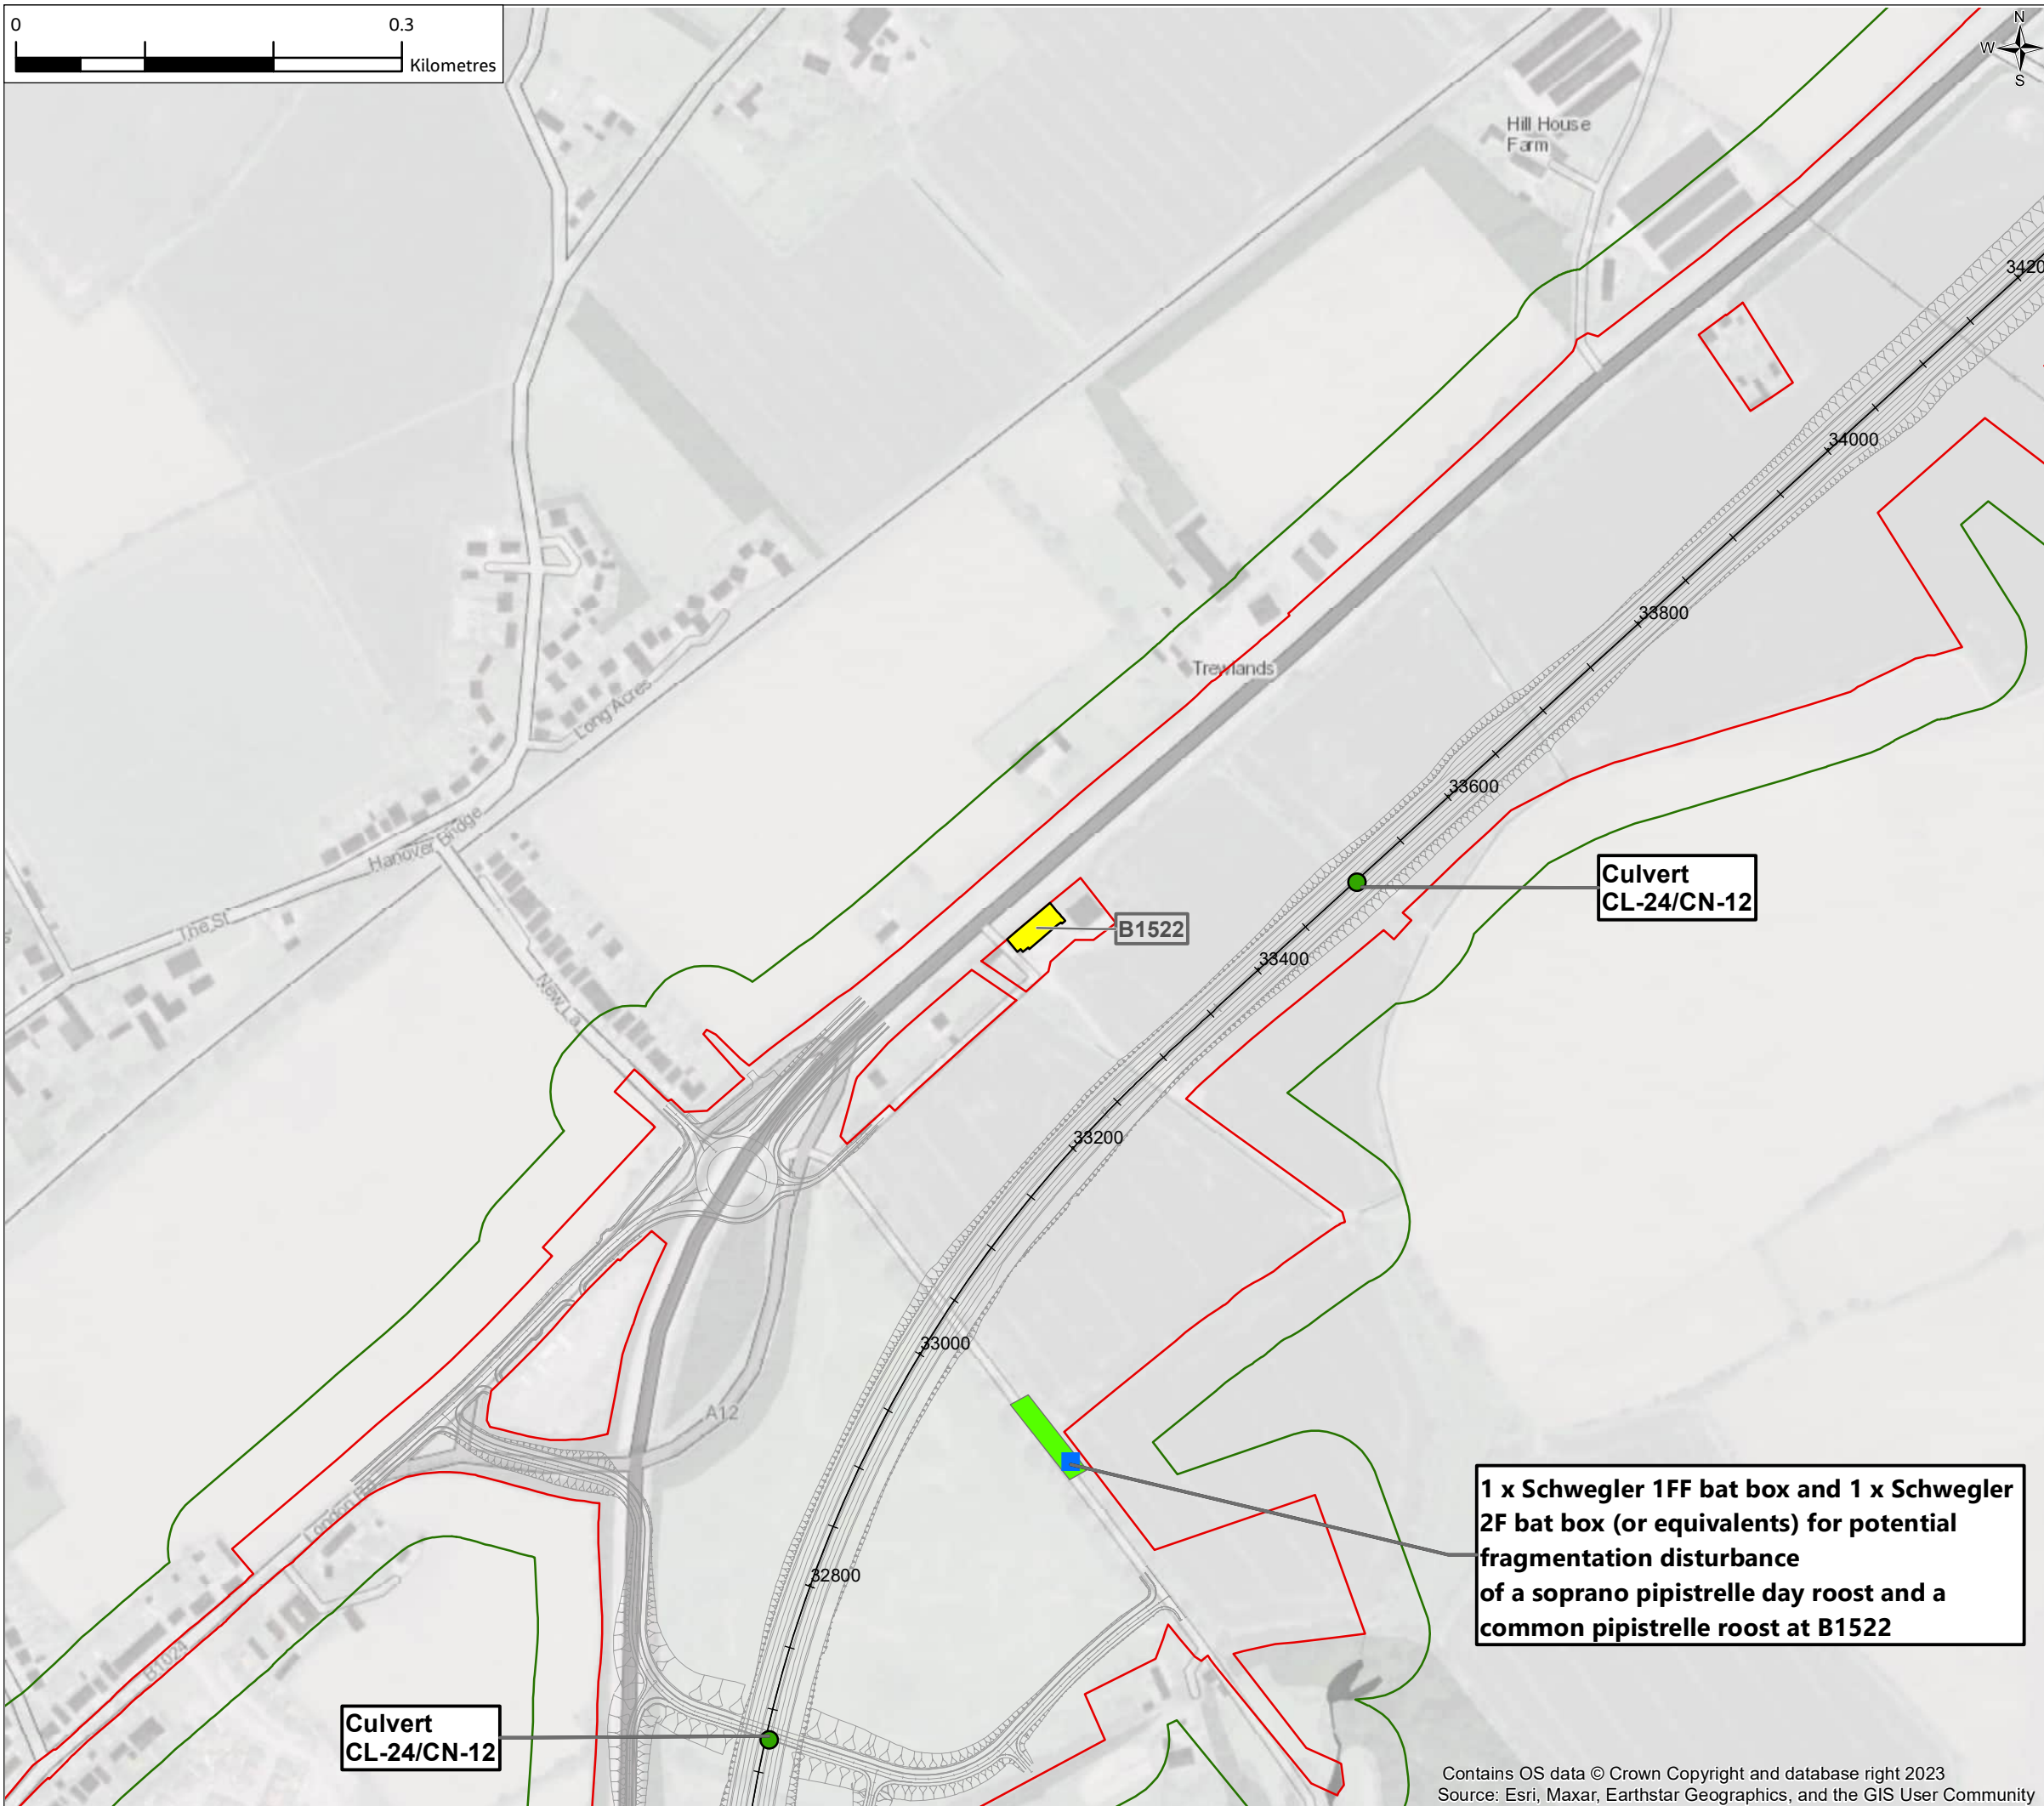 0
0.3
Kilometres
N
W
S
Hill House
Farm
3420
34000
33800
Trewlands
Long Acres
33600
Hanover Bridge
Culvert
CL-24/CN-12
The St
B1522
33400
New La
33200
33000
A12
1 x Schwegler 1FF bat box and 1 x Schwegler
2F bat box (or equivalents) for potential
fragmentation disturbance
of a soprano pipistrelle day roost and a
common pipistrelle roost at B1522
London Rd
32800
B1024
Culvert
CL-24/CN-12
Contains OS data © Crown Copyright and database right 2023
Source: Esri, Maxar, Earthstar Geographics, and the GIS User Community